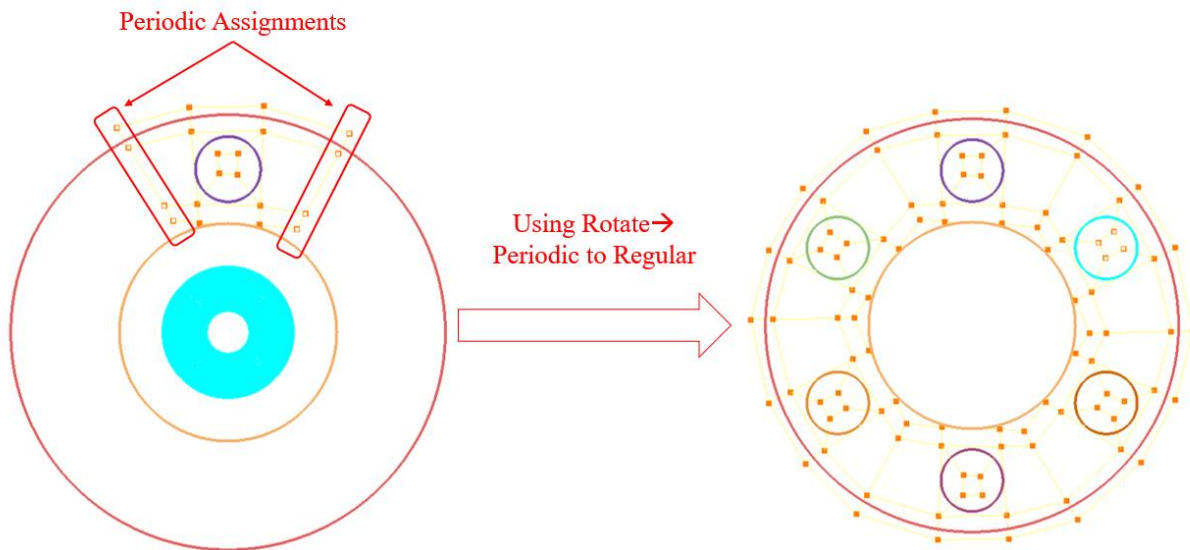 Periodic Assignments
Using Rotate→
Periodic to Regular